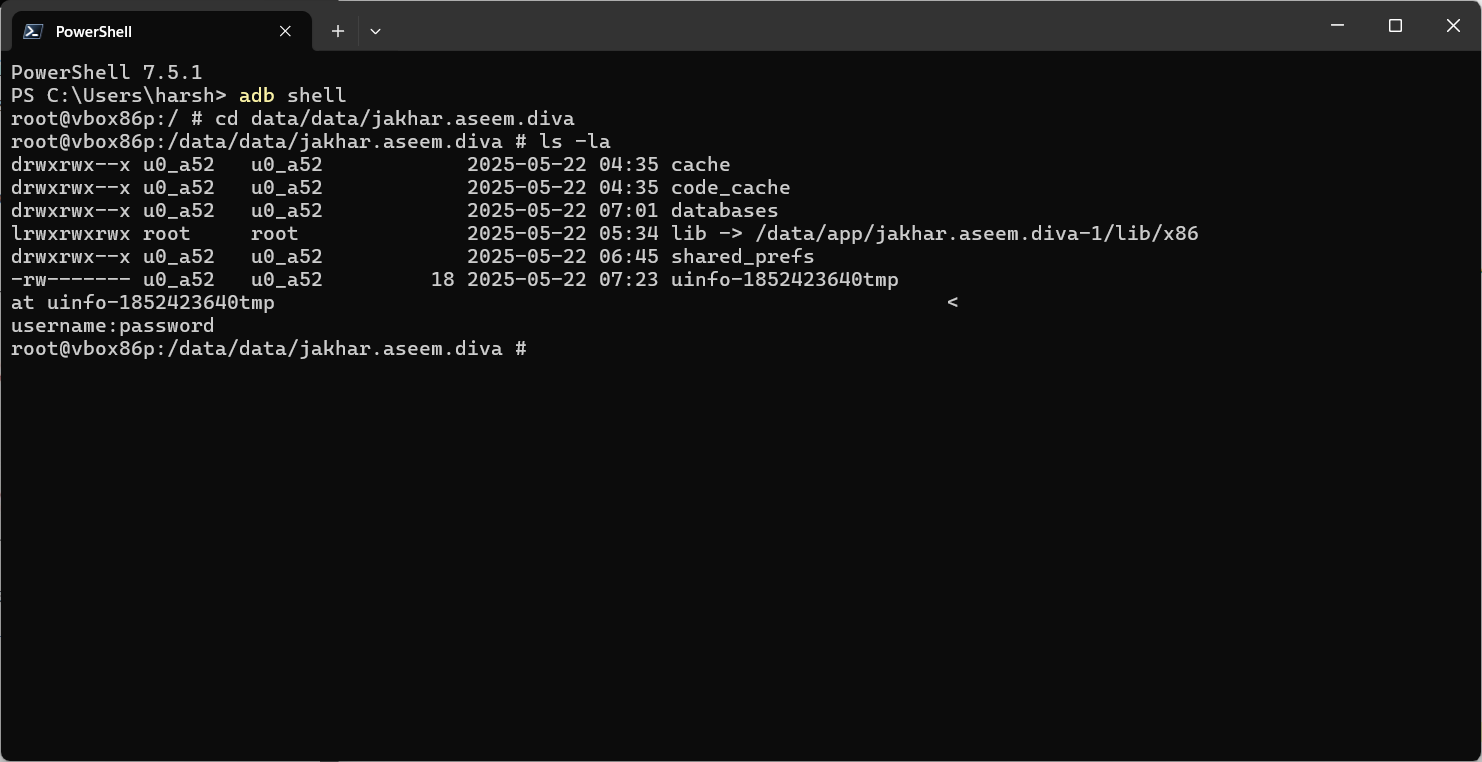 PowerShell
PowerShell 7.5.1
PS C:\Users\harsh> adb shell
root@vbox86p:/ # cd data/data/jakhar.aseem.diva
root@vbox86p:/data/data/jakhar.aseem.diva # ls -la
drwxrwx--x u0_a52   u0_a52            2025-05-22 04:35 cache
drwxrwx--x u0_a52   u0_a52            2025-05-22 04:35 code_cache
drwxrwx--x u0_a52   u0_a52            2025-05-22 07:01 databases
lrwxrwxrwx root     root              2025-05-22 05:34 lib -> /data/app/jakhar.aseem.diva-1/lib/x86
drwxrwx--x u0_a52   u0_a52            2025-05-22 06:45 shared_prefs
-rw------- u0_a52   u0_a52         18 2025-05-22 07:23 uinfo-1852423640tmp
at uinfo-1852423640tmp                                                        <
username:password
root@vbox86p:/data/data/jakhar.aseem.diva #